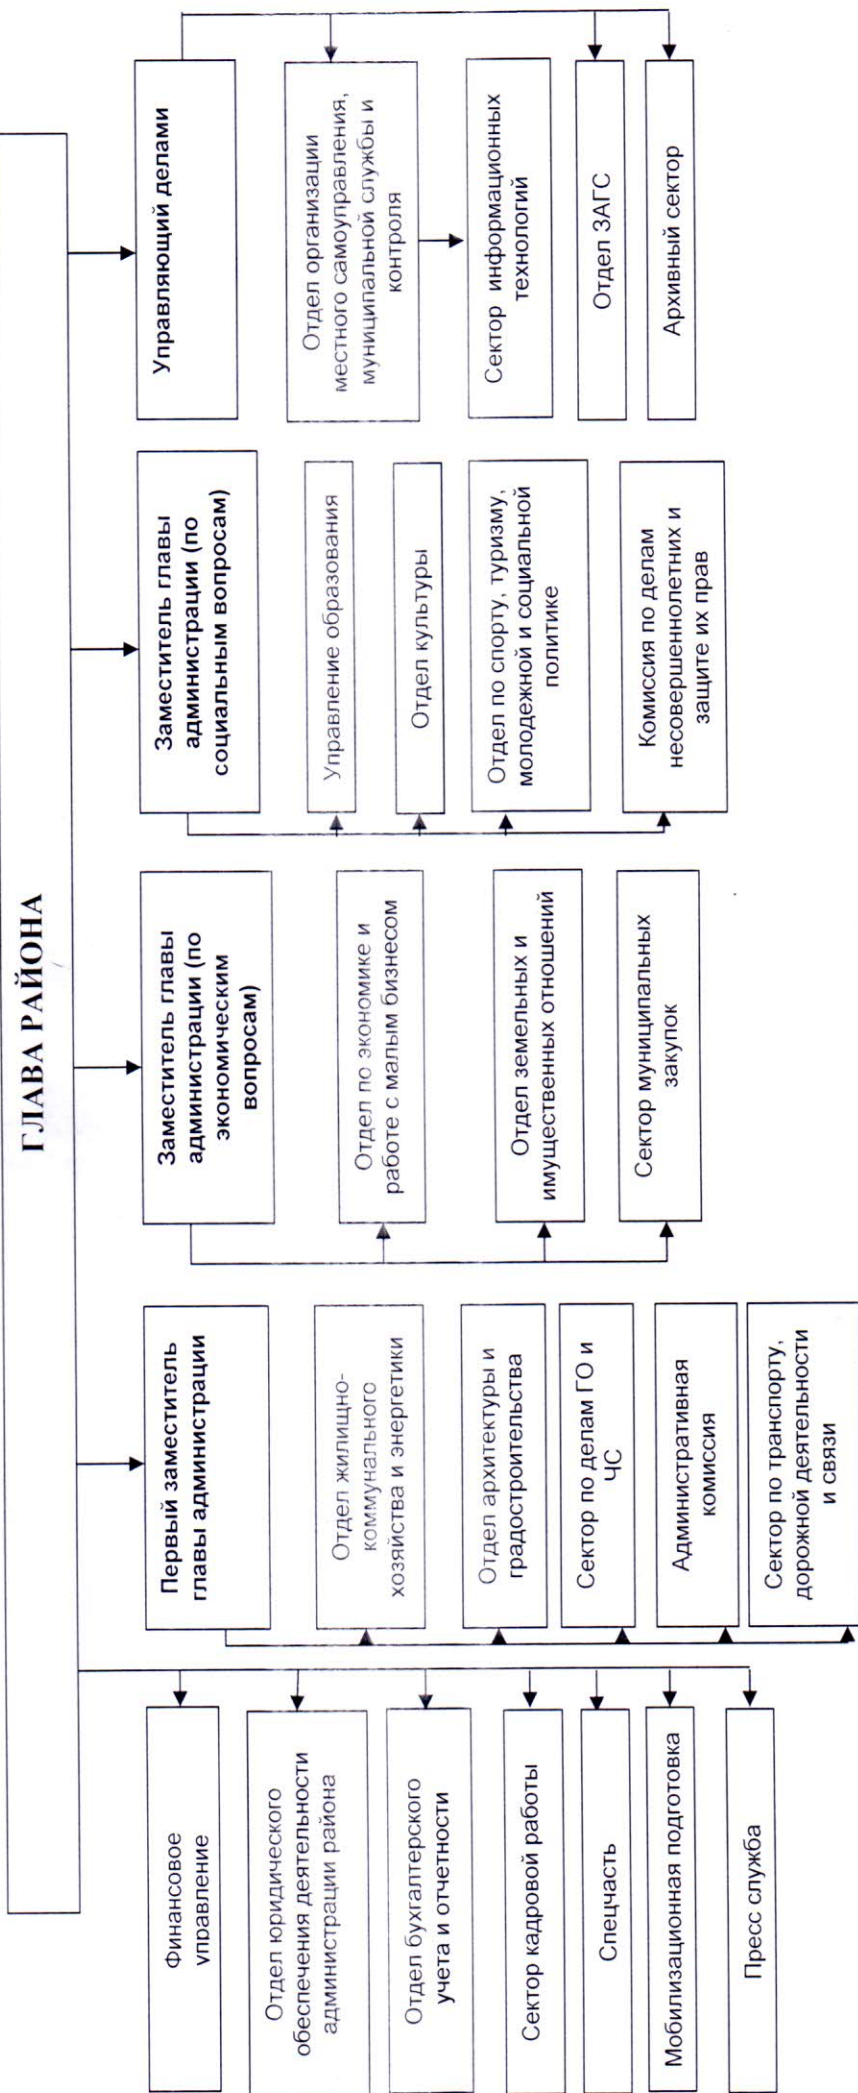 ГЛАВА РАЙОНА
Финансовое
управление
Отдел юридического
обеспечения деятельности
администрации района
Отдел бухгалтерского
учета и отчетности
Сектор кадровой работы
Спецчасть
Мобилизационная подготовка
Пресс служба
Первый заместитель
главы администрации
Отдел жилищно-
коммунального
хозяйства и энергетики
Отдел архитектуры и
градостроительства
Сектор по делам ГО и
ЧС
Административная
комиссия
Сектор по транспорту,
дорожной деятельности
и связи
Заместитель главы
администрации (по
экономическим
вопросам)
Отдел по экономике и
работе с малым бизнесом
Отдел земельных и
имущественных отношений
Сектор муниципальных
закупок
Заместитель главы
администрации (по
социальным вопросам)
Управление образования
Отдел культуры
Отдел по спорту, туризму,
молодежной и социальной
политике
Комиссия по делам
несовершеннолетних и
защите их прав
Управляющий делами
Отдел организации
местного самоуправления,
муниципальной службы и
контроля
Сектор информационных
технологий
Отдел ЗАГС
Архивный сектор